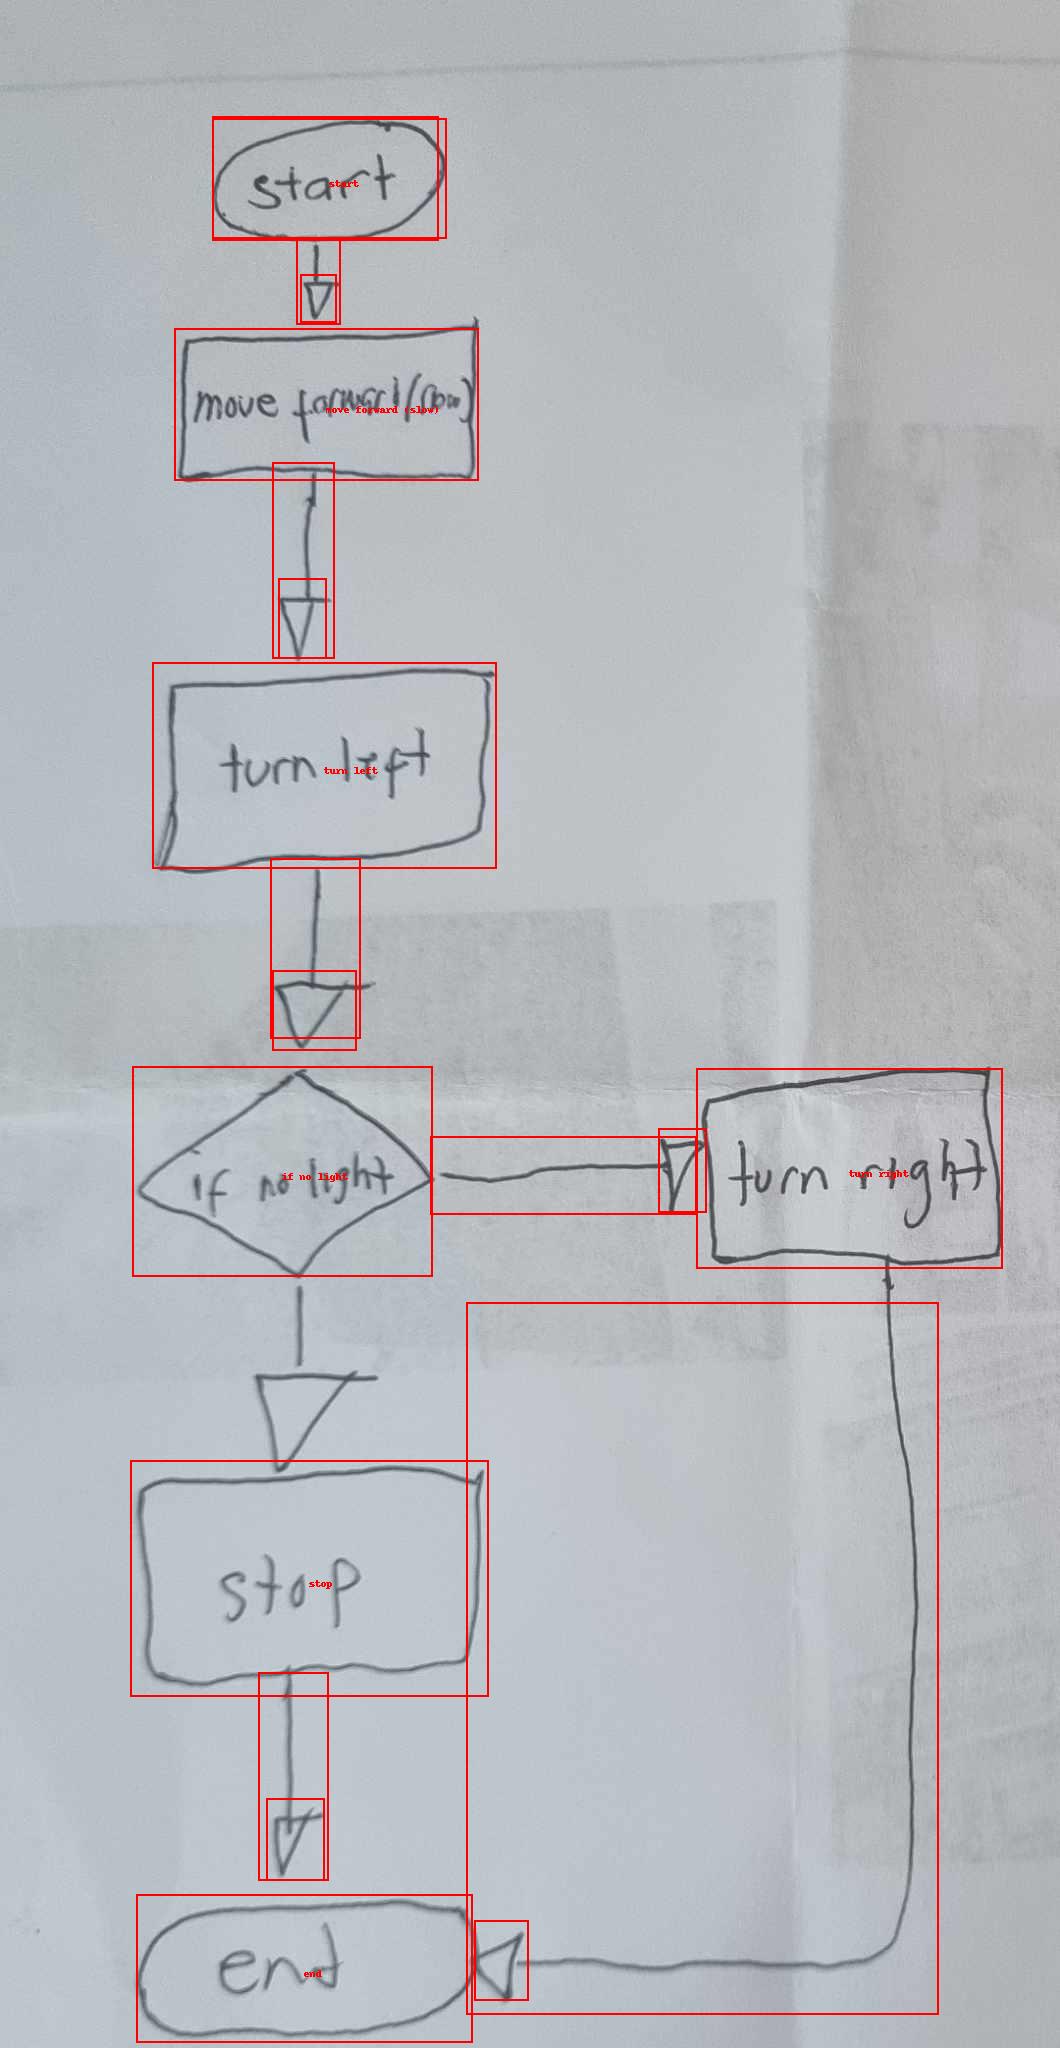 start
start
move forward (slow)
move forward (slow)
turn left
turn left
if no light
if no light
turn right
turn right
stop
stop
end
end